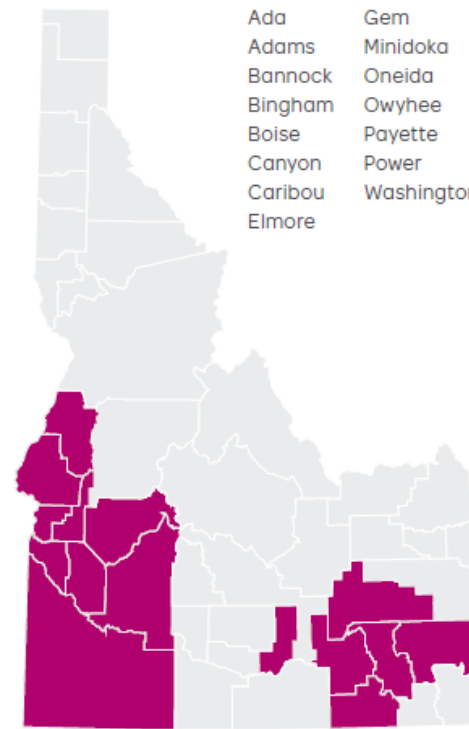 Ada
Adams
Bannock
Bingham
Boise
Canyon
Caribou
Elmore
Gem
Minidoka
Oneida
Owyhee
Payette
Power
Washington